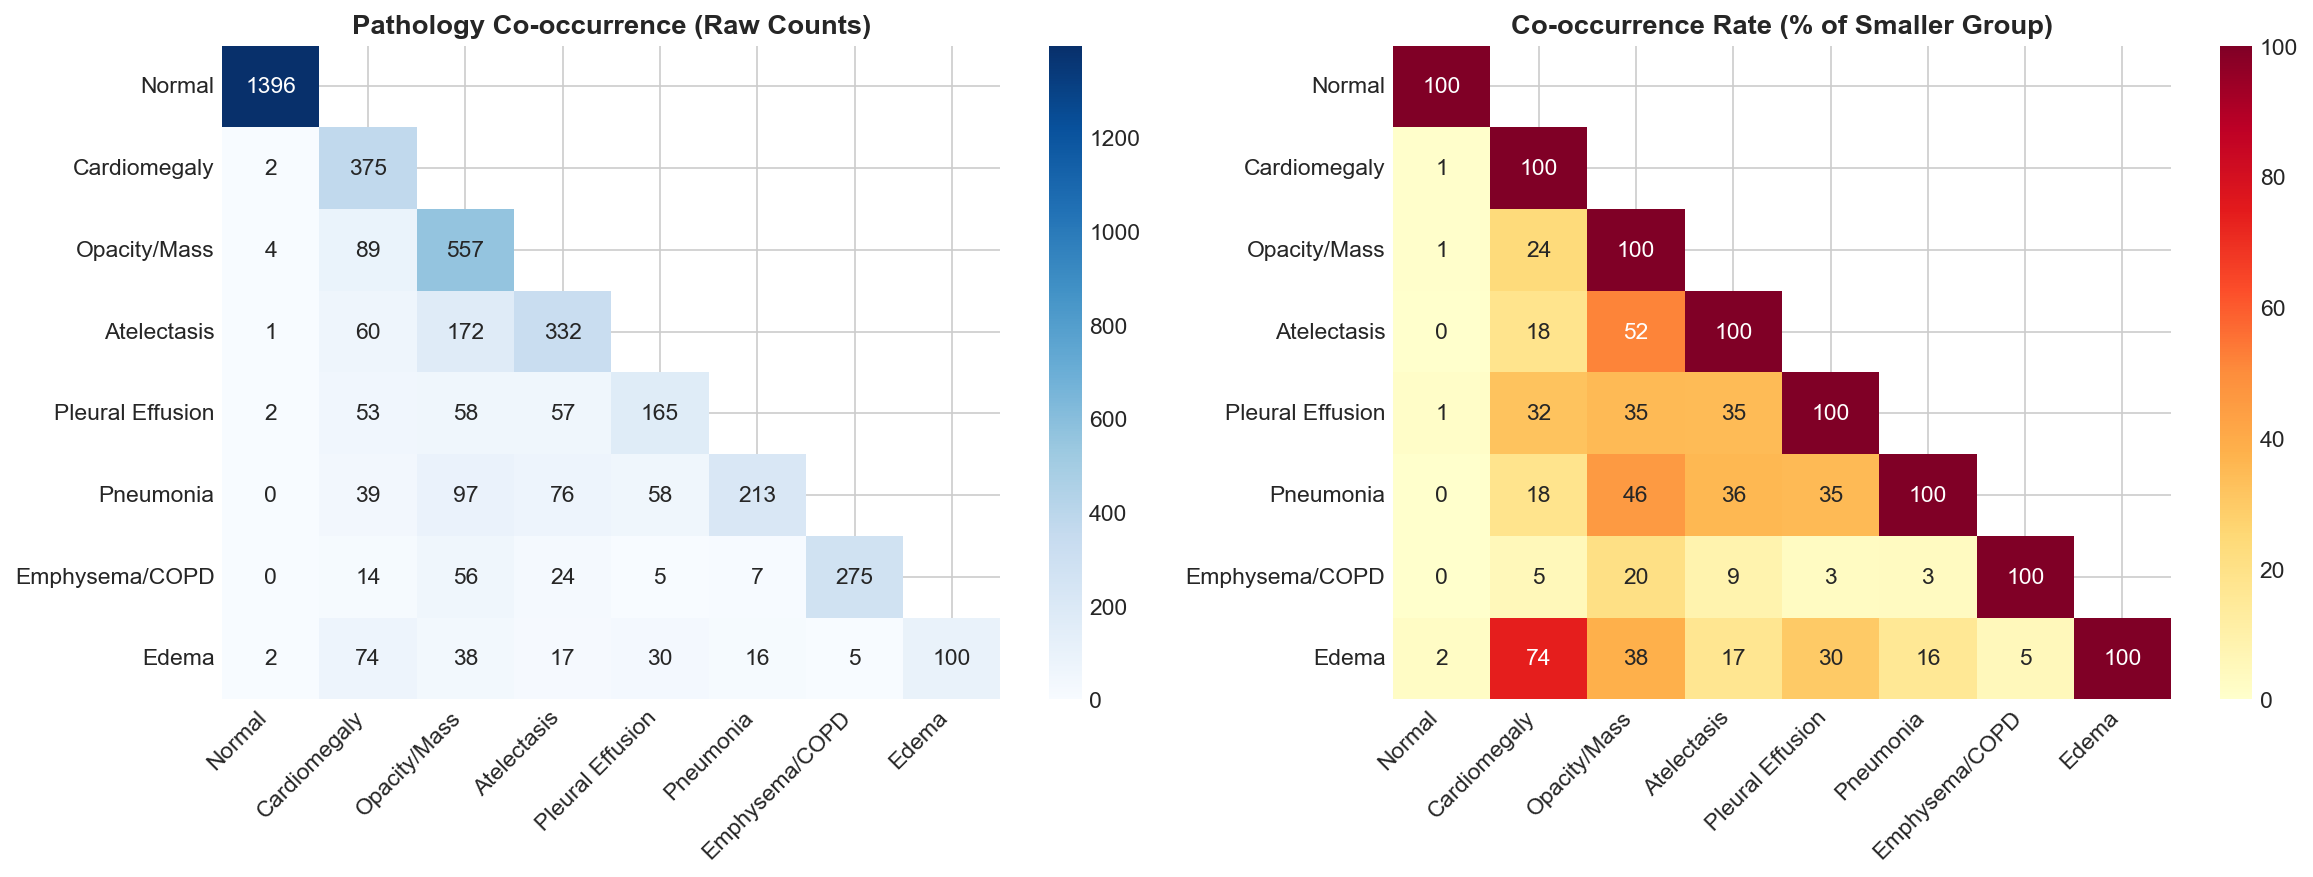 Pathology Co-occurrence (Raw Counts)
Normal 1396
Cardiomegaly 2 375
Opacity/Mass 4 89 557
Atelectasis 1 60 172 332
Pleural Effusion 2 53 58 57 165
Pneumonia 0 39 97 76 58 213
Emphysema/COPD 0 14 56 24 5 7 275
Edema 2 74 38 17 30 16 5 100
Normal Cardiomegaly Opacity/Mass Atelectasis Pleural Effusion Pneumonia Emphysema/COPD Edema
1200
1000
800
600
400
200
0
Co-occurrence Rate (% of Smaller Group)
Normal 100
Cardiomegaly 1 100
Opacity/Mass 1 24 100
Atelectasis 0 18 52 100
Pleural Effusion 1 32 35 35 100
Pneumonia 0 18 46 36 35 100
Emphysema/COPD 0 5 20 9 3 3 100
Edema 2 74 38 17 30 16 5 100
Normal Cardiomegaly Opacity/Mass Atelectasis Pleural Effusion Pneumonia Emphysema/COPD Edema
100
80
60
40
20
0